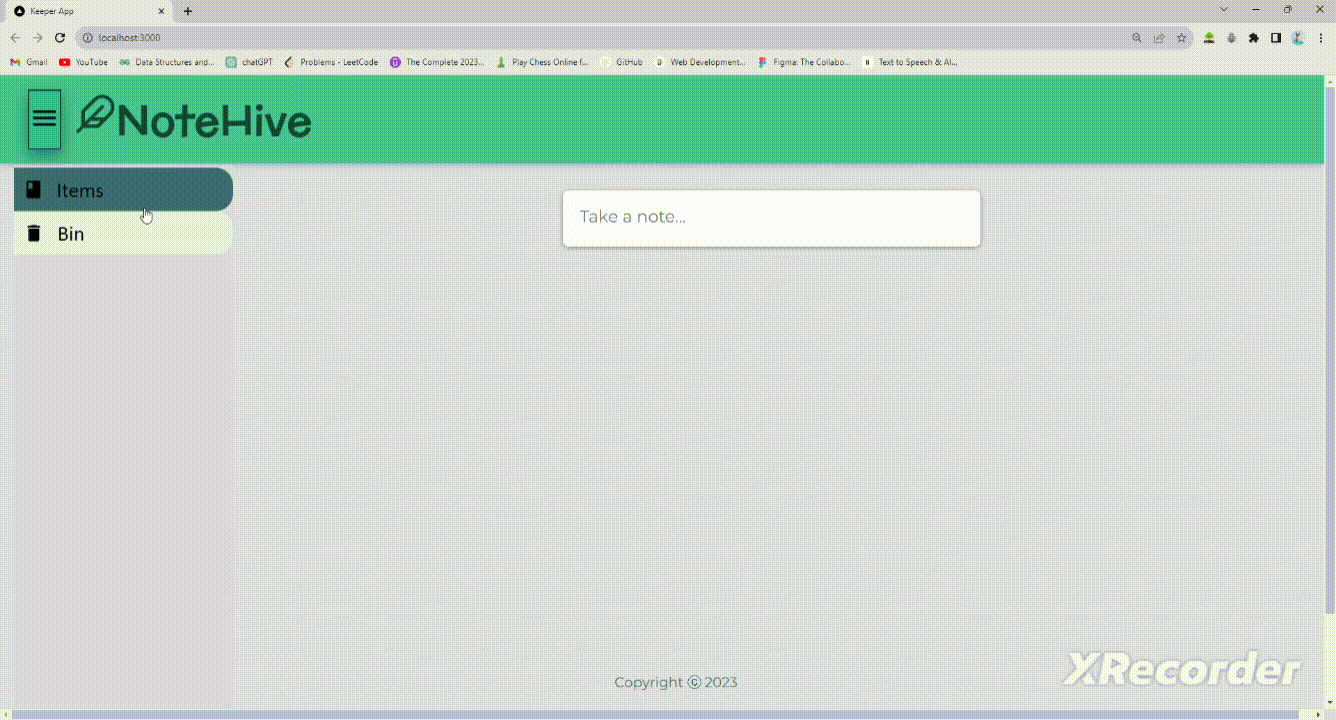 Keeper App
localhost:3000
Gmail YouTube Data Structures and... chatGPT Problems - LeetCode The Complete 2023... Play Chess Online f... GitHub Web Development... Figma: The Collabo... Text to Speech & AI...
NoteHive
Items
Take a note...
Bin
Copyright © 2023
XRecorder